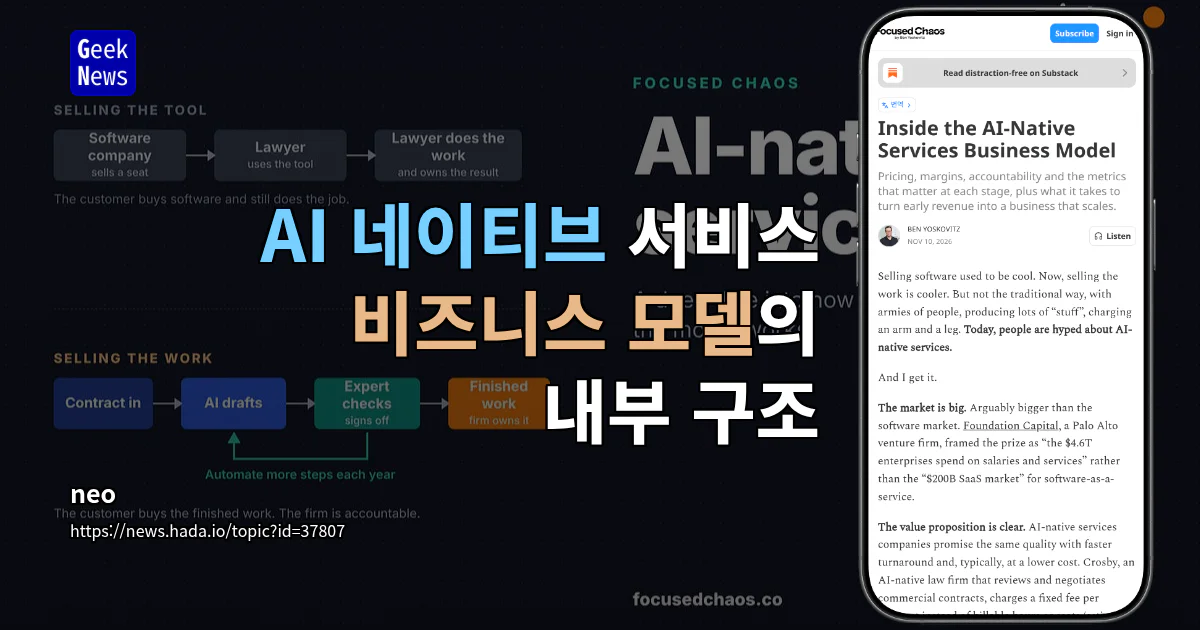 Geek
News
SELLING THE TOOL
Software
company
sells a seat
Lawyer
uses the tool
Lawyer does the
work
and owns the result
The customer buys software and still does the job.
FOCUSED CHAOS
AI-nat
servic
now
AI 네이티브 서비스
비즈니스 모델의
내부 구조
SELLING THE WORK
Contract in
AI drafts
Expert
checks
signs off
Finished
work
firm owns it
Automate more steps each year
The customer buys the finished work. The firm is accountable.
neo
https://news.hada.io/topic?id=37807
focusedchaos.co
Focused Chaos
by Ben Yoskovitz
Subscribe
Sign in
Read distraction-free on Substack
번역
Inside the AI-Native
Services Business Model
Pricing, margins, accountability and the metrics
that matter at each stage, plus what it takes to
turn early revenue into a business that scales.
BEN YOSKOVITZ
NOV 10, 2026
Listen
Selling software used to be cool. Now, selling the
work is cooler. But not the traditional way, with
armies of people, producing lots of “stuff”, charging
an arm and a leg. Today, people are hyped about AI-
native services.
And I get it.
The market is big. Arguably bigger than the
software market. Foundation Capital, a Palo Alto
venture firm, framed the prize as “the $4.6T
enterprises spend on salaries and services” rather
than the “$200B SaaS market” for software-as-a-
service.
The value proposition is clear. AI-native services
companies promise the same quality with faster
turnaround and, typically, at a lower cost. Crosby, an
AI-native law firm that reviews and negotiates
commercial contracts, charges a fixed fee per